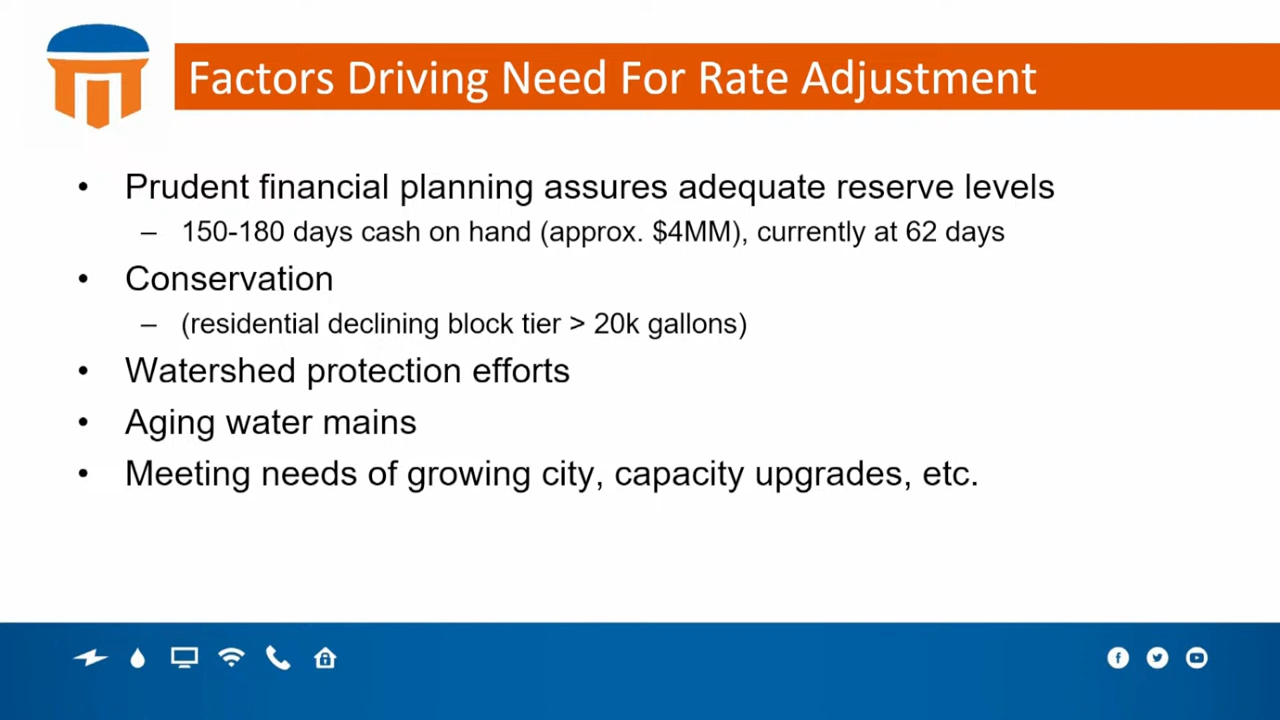 Factors Driving Need For Rate Adjustment
• Prudent financial planning assures adequate reserve levels
– 150-180 days cash on hand (approx. $4MM), currently at 62 days
• Conservation
– (residential declining block tier > 20k gallons)
• Watershed protection efforts
• Aging water mains
• Meeting needs of growing city, capacity upgrades, etc.